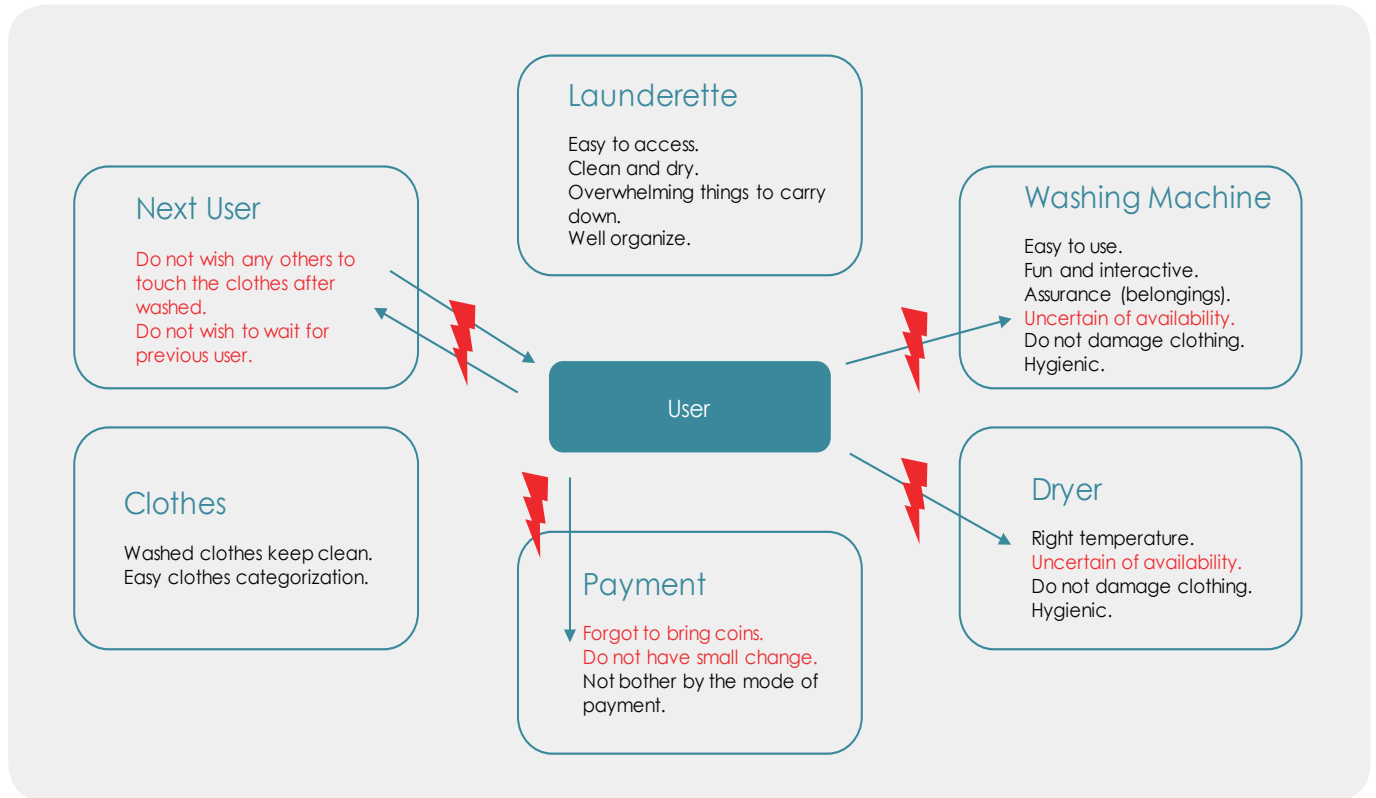 Launderette
Easy to access.
Clean and dry.
Overwhelming things to carry
down.
Well organize.
Next User
Do not wish any others to
touch the clothes after
washed.
Do not wish to wait for
previous user.
Washing Machine
Easy to use.
Fun and interactive.
Assurance (belongings).
Uncertain of availability.
Do not damage clothing.
Hygienic.
User
Clothes
Washed clothes keep clean.
Easy clothes categorization.
Payment
Forgot to bring coins.
Do not have small change.
Not bother by the mode of
payment.
Dryer
Right temperature.
Uncertain of availability.
Do not damage clothing.
Hygienic.